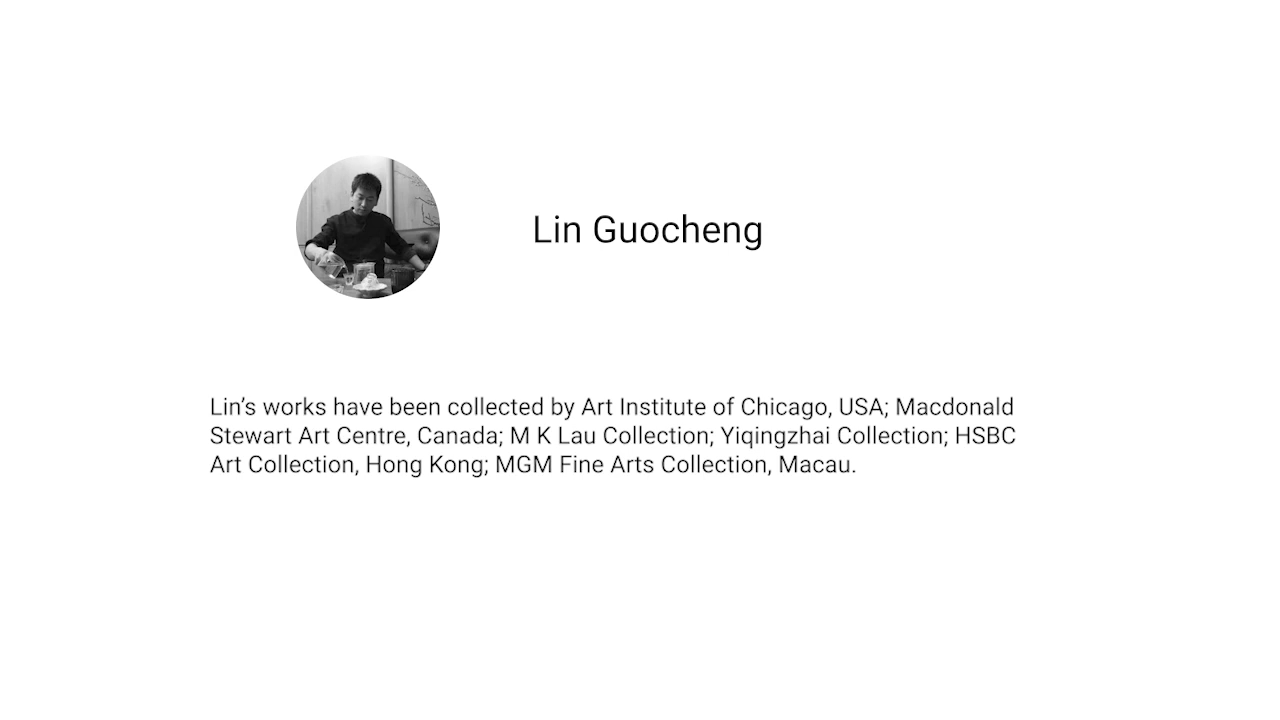 Lin Guocheng
Lin’s works have been collected by Art Institute of Chicago, USA; Macdonald
Stewart Art Centre, Canada; M K Lau Collection; Yiqingzhai Collection; HSBC
Art Collection, Hong Kong; MGM Fine Arts Collection, Macau.